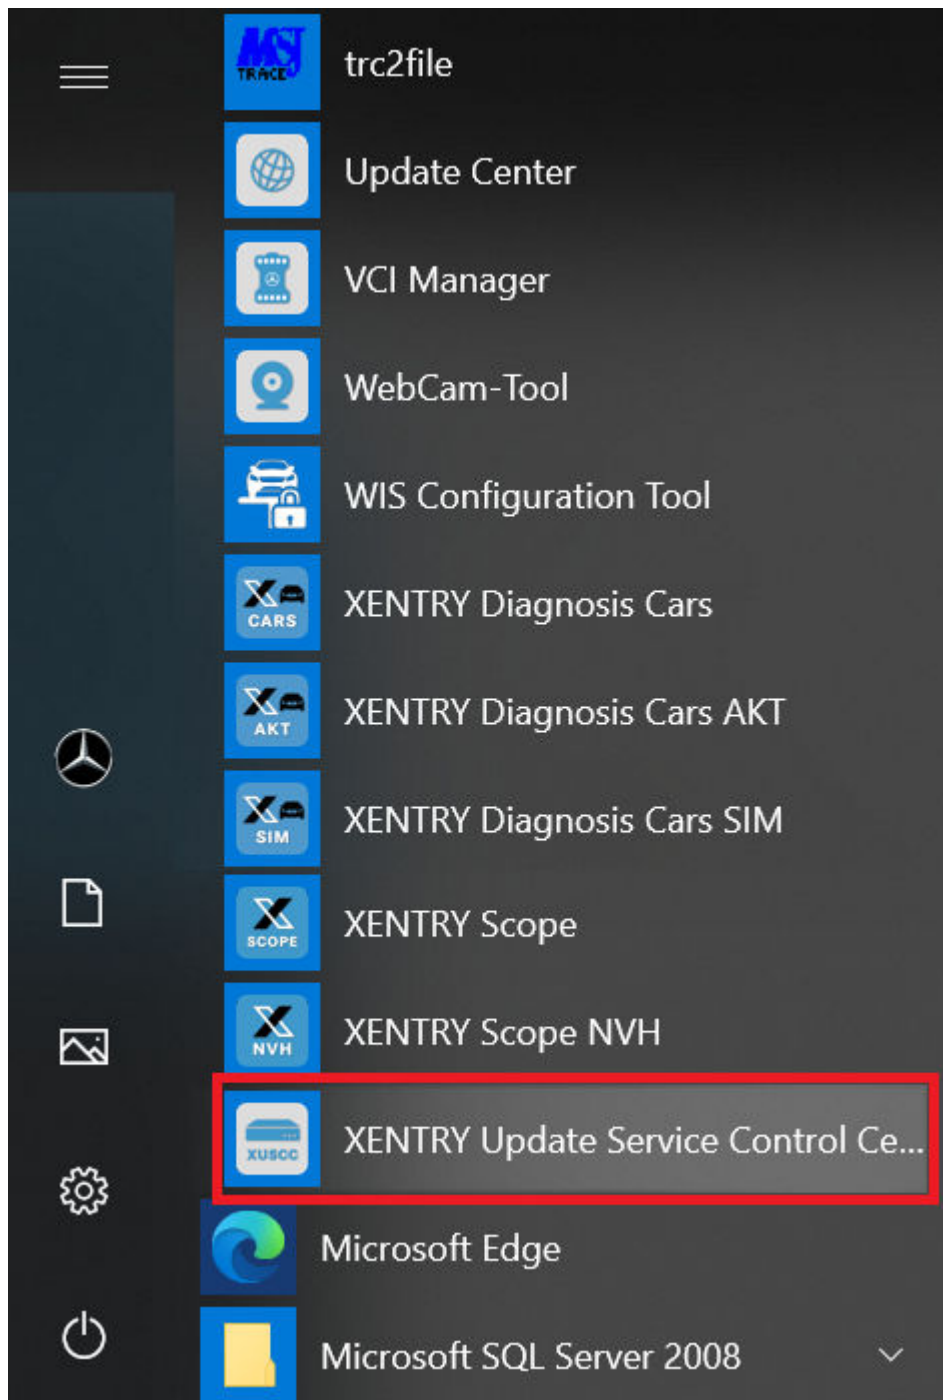 MSJ
TRACE
trc2file
Update Center
VCI Manager
WebCam-Tool
WIS Configuration Tool
X
CARS
XENTRY Diagnosis Cars
X
AKT
XENTRY Diagnosis Cars AKT
X
SIM
XENTRY Diagnosis Cars SIM
X
SCOPE
XENTRY Scope
X
NVH
XENTRY Scope NVH
XUSCC
XENTRY Update Service Control Ce...
Microsoft Edge
Microsoft SQL Server 2008